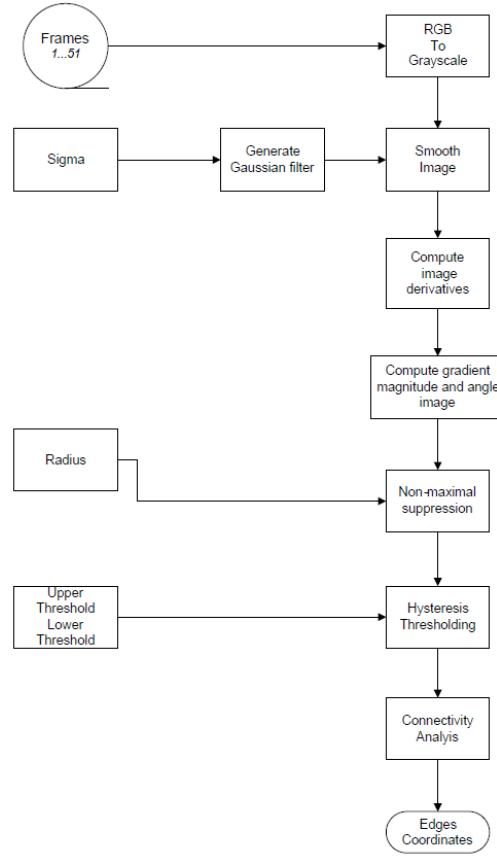 Frames
1...51
RGB
To
Grayscale
Sigma
Generate
Gaussian filter
Smooth
Image
Compute
image
derivatives
Compute gradient
magnitude and angle
image
Radius
Non-maximal
suppression
Upper
Threshold
Lower
Threshold
Hysteresis
Thresholding
Connectivity
Analyis
Edges
Coordinates